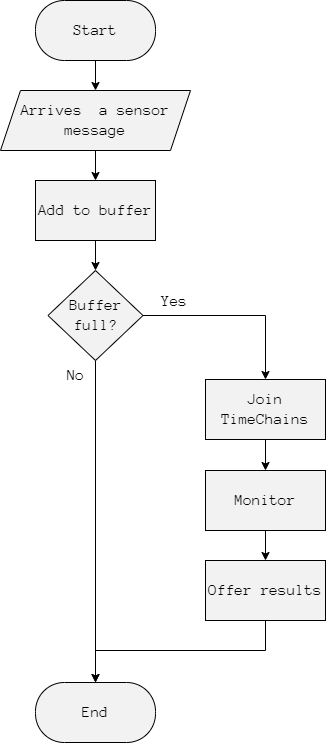 Start
Arrives  a sensor
message
Add to buffer
Buffer
full?
Yes
No
Join
TimeChains
Monitor
Offer results
End